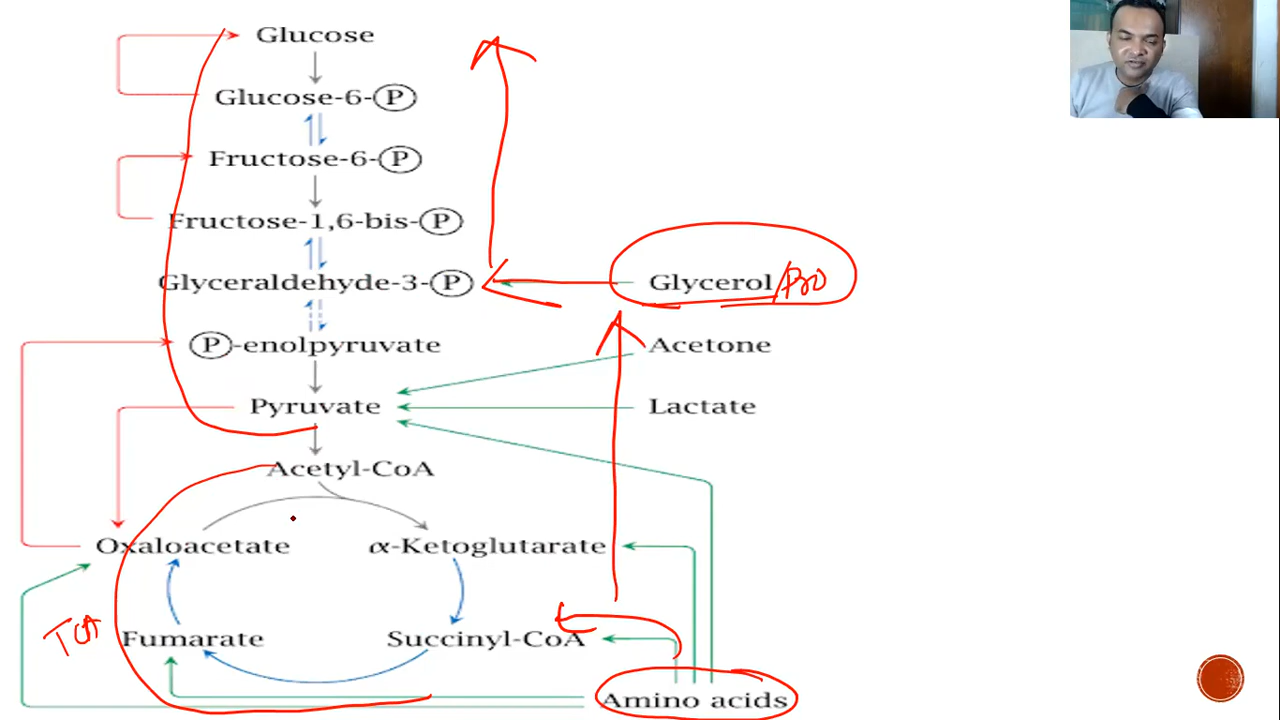 Glucose
Glucose-6-P
Fructose-6-P
Fructose-1,6-bis-P
Glyceraldehyde-3-P
Glycerol
P-enolpyruvate
Acetone
Pyruvate
Lactate
Acetyl-CoA
Oxaloacetate
α-Ketoglutarate
TCA
Fumarate
Succinyl-CoA
Amino acids